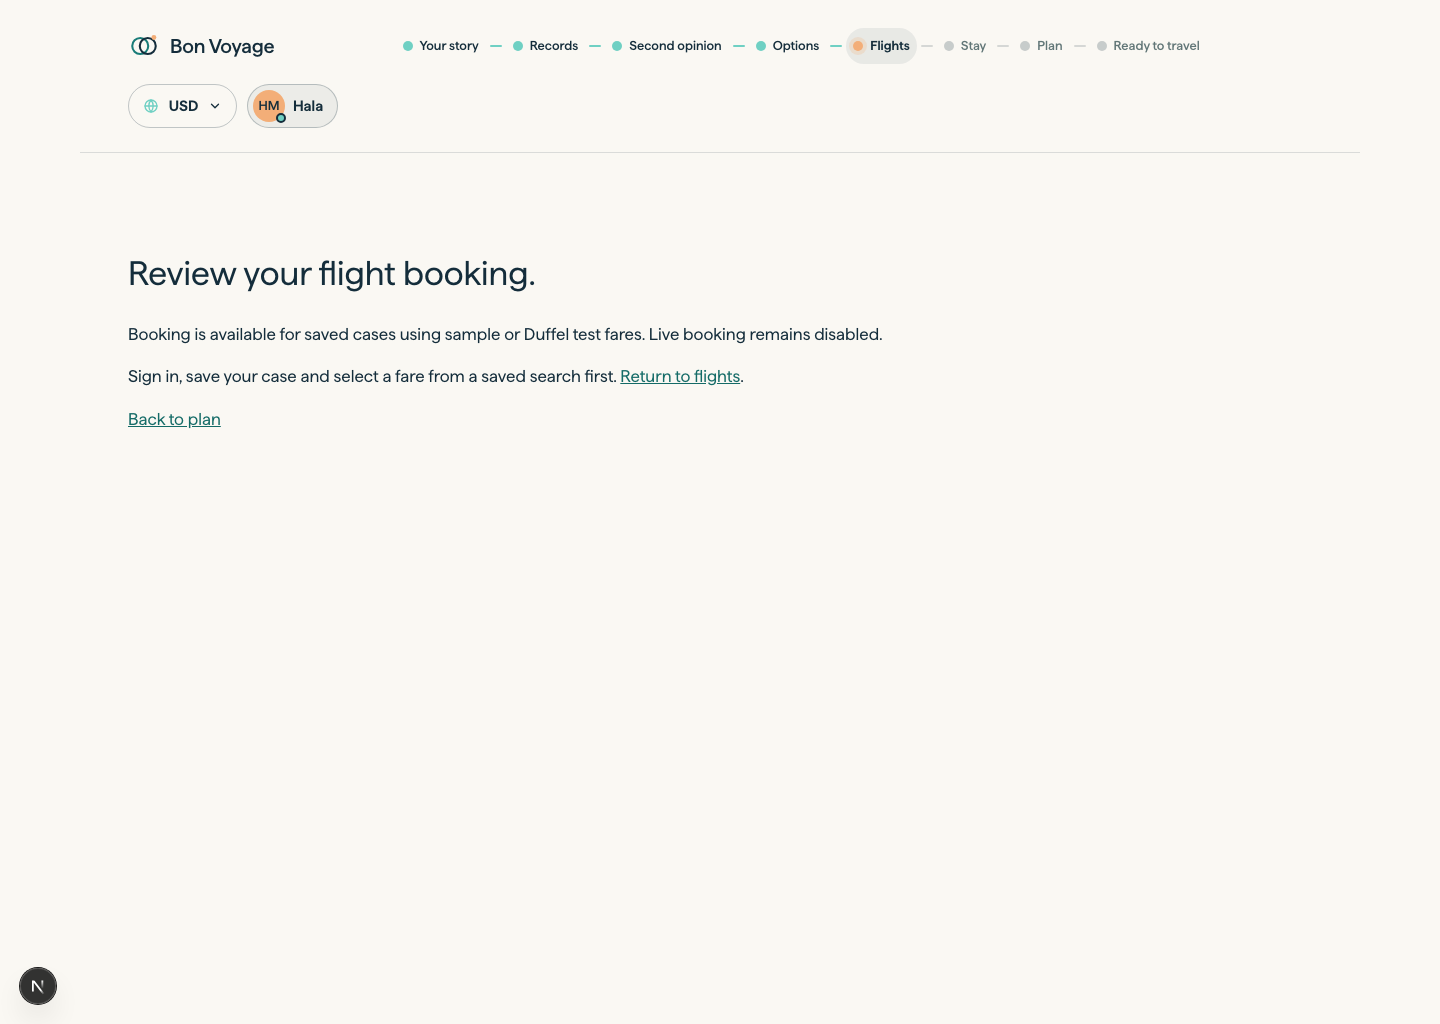 Bon Voyage
Your story
Records
Second opinion
Options
Flights
Stay
Plan
Ready to travel
USD
HM
Hala
Review your flight booking.
Booking is available for saved cases using sample or Duffel test fares. Live booking remains disabled.
Sign in, save your case and select a fare from a saved search first. Return to flights.
Back to plan
N